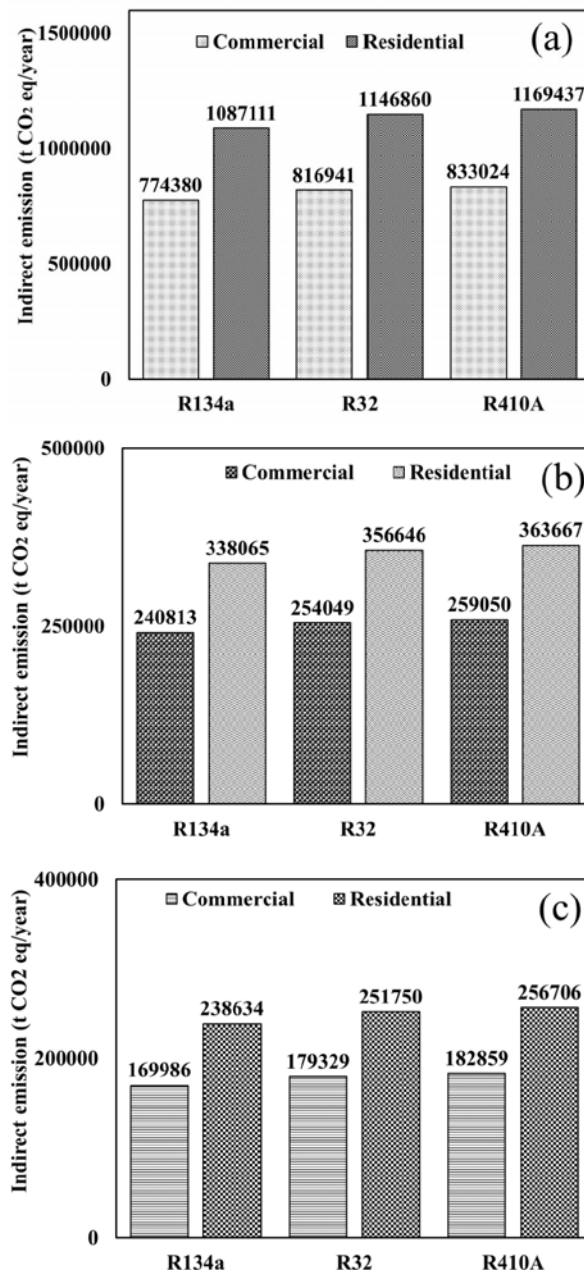 1500000
(a)
Commercial Residential
1087111 1146860 1169437
1000000
774380 816941 833024
500000
0
Indirect emission (t CO₂ eq/year)
R134a R32 R410A
500000
Commercial Residential
(b)
338065 356646 363667
240813 254049 259050
250000
0
Indirect emission (t CO₂ eq/year)
R134a R32 R410A
400000
Commercial Residential
(c)
238634 251750 256706
200000
169986 179329 182859
0
Indirect emission (t CO2 eq/year)
R134a R32 R410A